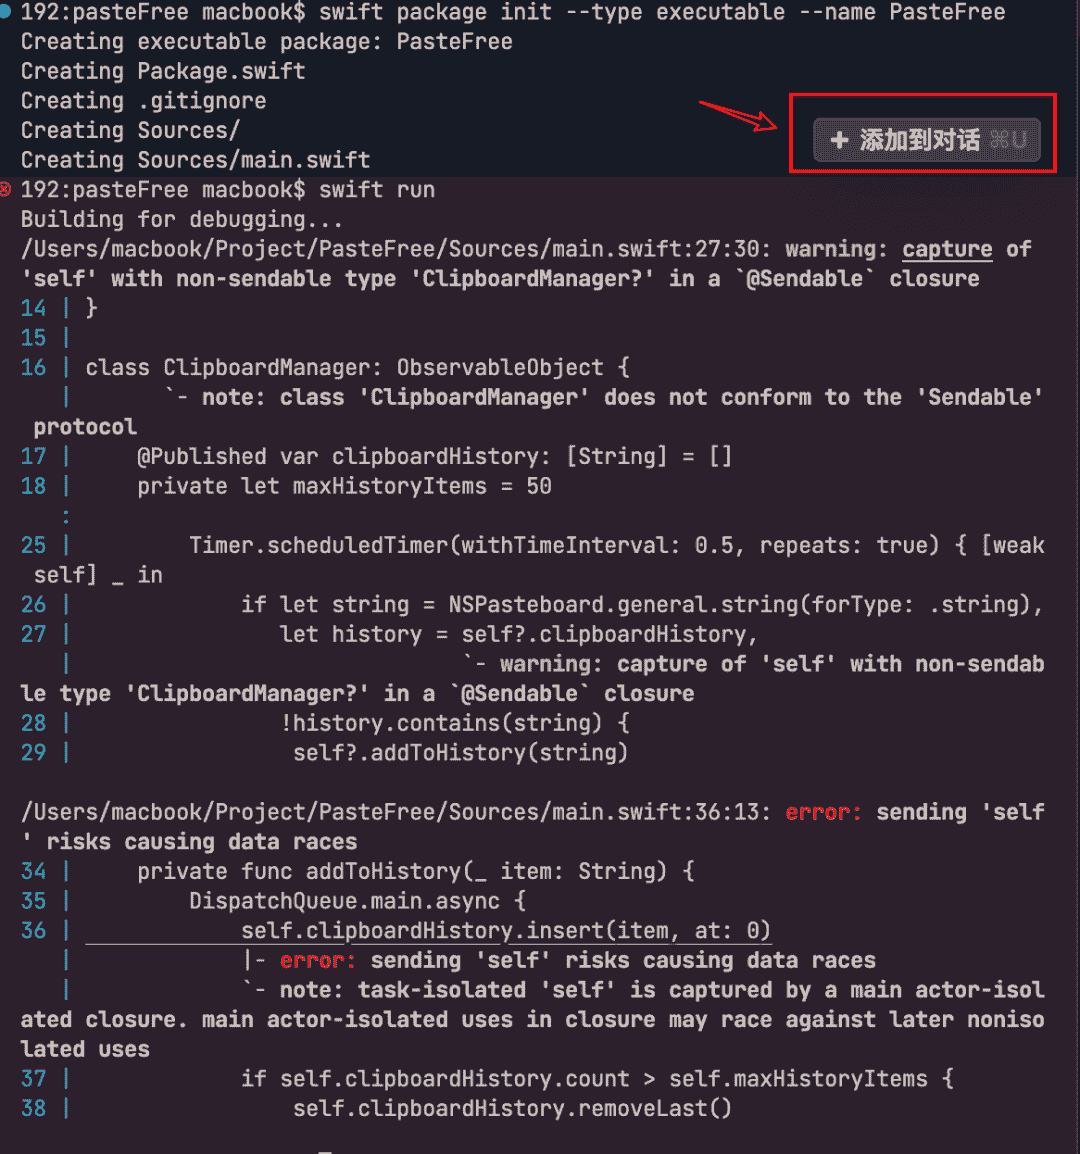 192:pasteFree macbook$ swift package init --type executable --name PasteFree
Creating executable package: PasteFree
Creating Package.swift
Creating .gitignore
Creating Sources/
Creating Sources/main.swift
+ 添加到对话 ⌘U
192:pasteFree macbook$ swift run
Building for debugging...
/Users/macbook/Project/PasteFree/Sources/main.swift:27:30: warning: capture of
'self' with non-sendable type 'ClipboardManager?' in a `@Sendable` closure
14 | }
15 |
16 | class ClipboardManager: ObservableObject {
|       `- note: class 'ClipboardManager' does not conform to the 'Sendable'
protocol
17 |     @Published var clipboardHistory: [String] = []
18 |     private let maxHistoryItems = 50
:
25 |         Timer.scheduledTimer(withTimeInterval: 0.5, repeats: true) { [weak
self] _ in
26 |             if let string = NSPasteboard.general.string(forType: .string),
27 |                let history = self?.clipboardHistory,
|                              `- warning: capture of 'self' with non-sendab
le type 'ClipboardManager?' in a `@Sendable` closure
28 |                !history.contains(string) {
29 |                 self?.addToHistory(string)
/Users/macbook/Project/PasteFree/Sources/main.swift:36:13: error: sending 'self
' risks causing data races
34 |     private func addToHistory(_ item: String) {
35 |         DispatchQueue.main.async {
36 |             self.clipboardHistory.insert(item, at: 0)
|             |- error: sending 'self' risks causing data races
|             `- note: task-isolated 'self' is captured by a main actor-isol
ated closure. main actor-isolated uses in closure may race against later noniso
lated uses
37 |             if self.clipboardHistory.count > self.maxHistoryItems {
38 |                 self.clipboardHistory.removeLast()